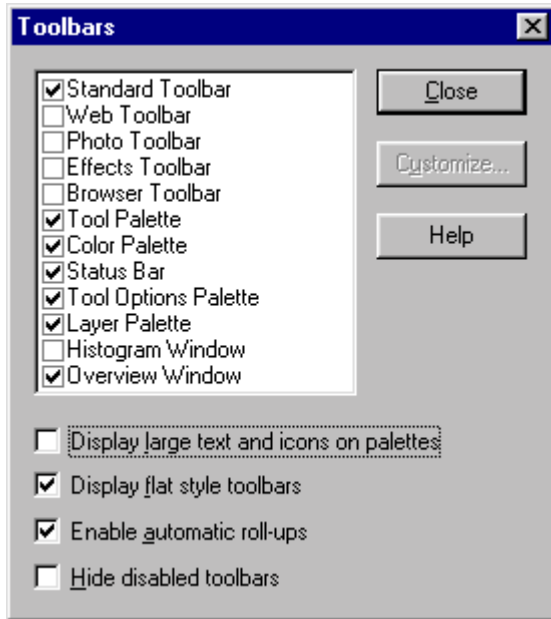 Toolbars
Standard Toolbar
Web Toolbar
Photo Toolbar
Effects Toolbar
Browser Toolbar
Tool Palette
Color Palette
Status Bar
Tool Options Palette
Layer Palette
Histogram Window
Overview Window
Close
Customize...
Help
Display large text and icons on palettes
Display flat style toolbars
Enable automatic roll-ups
Hide disabled toolbars